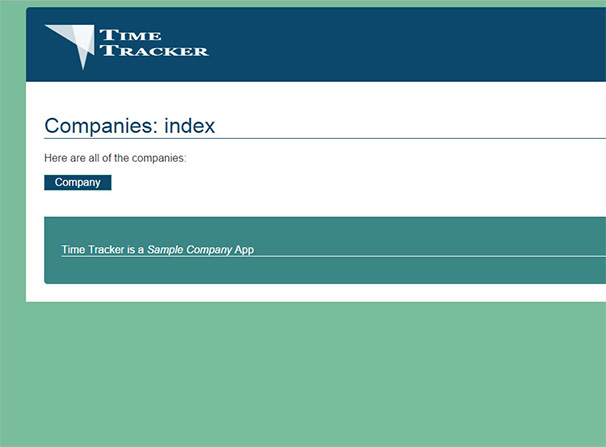 TIME
TRACKER
Companies: index
Here are all of the companies:
Company
Time Tracker is a Sample Company App